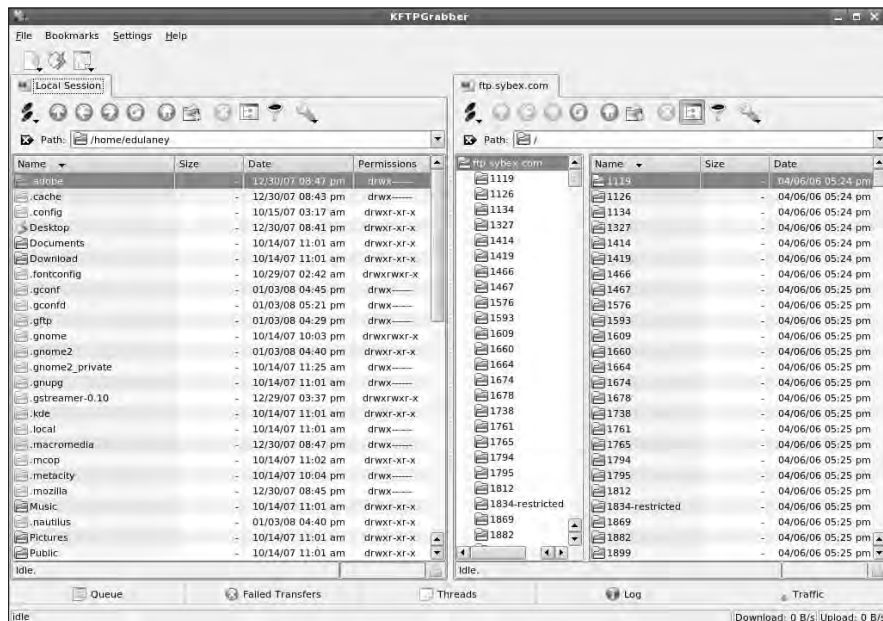 KFTPGrabber
File Bookmarks Settings Help
Local Session
Path: /home/edulaney
Name Size Date Permissions
.adobe - 12/30/07 08:47 pm drwx------
.cache - 12/30/07 08:43 pm drwx------
.config - 10/15/07 03:17 am drwxr-xr-x
Desktop - 12/30/07 08:41 pm drwx------
Documents - 10/14/07 11:01 am drwxr-xr-x
Download - 10/14/07 11:01 am drwxr-xr-x
.fontconfig - 10/29/07 02:42 am drwxrwxr-x
.gconf - 01/03/08 04:45 pm drwx------
.gconfd - 01/03/08 05:21 pm drwx------
.gftp - 01/03/08 04:29 pm drwx------
.gnome - 10/14/07 10:03 pm drwxrwxr-x
.gnome2 - 01/03/08 04:40 pm drwxr-xr-x
.gnome2_private - 10/14/07 11:25 am drwx------
.gnupg - 10/14/07 11:01 am drwx------
.gstreamer-0.10 - 12/29/07 03:37 pm drwxrwxr-x
.kde - 10/14/07 11:01 am drwxr-xr-x
.local - 10/14/07 11:01 am drwxr-xr-x
.macromedia - 12/30/07 08:47 pm drwx------
.mcop - 10/14/07 11:02 am drwxr-xr-x
.metacity - 10/14/07 10:04 pm drwx------
.mozilla - 12/30/07 08:45 pm drwx------
Music - 10/14/07 11:01 am drwxr-xr-x
.nautilus - 01/03/08 04:40 pm drwxr-xr-x
Pictures - 10/14/07 11:01 am drwxr-xr-x
Public - 10/14/07 11:01 am drwxr-xr-x
Idle.
ftp.sybex.com
Path: /
ftp.sybex.com
1119
1126
1134
1327
1414
1419
1466
1467
1576
1593
1609
1660
1664
1674
1678
1738
1761
1765
1794
1795
1812
1834-restricted
1869
1882
Name Size Date
1119 - 04/06/06 05:24 pm
1126 - 04/06/06 05:24 pm
1134 - 04/06/06 05:24 pm
1327 - 04/06/06 05:24 pm
1414 - 04/06/06 05:24 pm
1419 - 04/06/06 05:24 pm
1466 - 04/06/06 05:24 pm
1467 - 04/06/06 05:25 pm
1576 - 04/06/06 05:25 pm
1593 - 04/06/06 05:25 pm
1609 - 04/06/06 05:25 pm
1660 - 04/06/06 05:25 pm
1664 - 04/06/06 05:25 pm
1674 - 04/06/06 05:25 pm
1678 - 04/06/06 05:25 pm
1738 - 04/06/06 05:25 pm
1761 - 04/06/06 05:25 pm
1765 - 04/06/06 05:25 pm
1794 - 04/06/06 05:25 pm
1795 - 04/06/06 05:25 pm
1812 - 04/06/06 05:25 pm
1834-restricted - 04/06/06 05:25 pm
1869 - 04/06/06 05:25 pm
1882 - 04/06/06 05:25 pm
1899 - 04/06/06 05:25 pm
Idle.
Queue Failed Transfers Threads Log Traffic
idle Download: 0 B/s Upload: 0 B/s